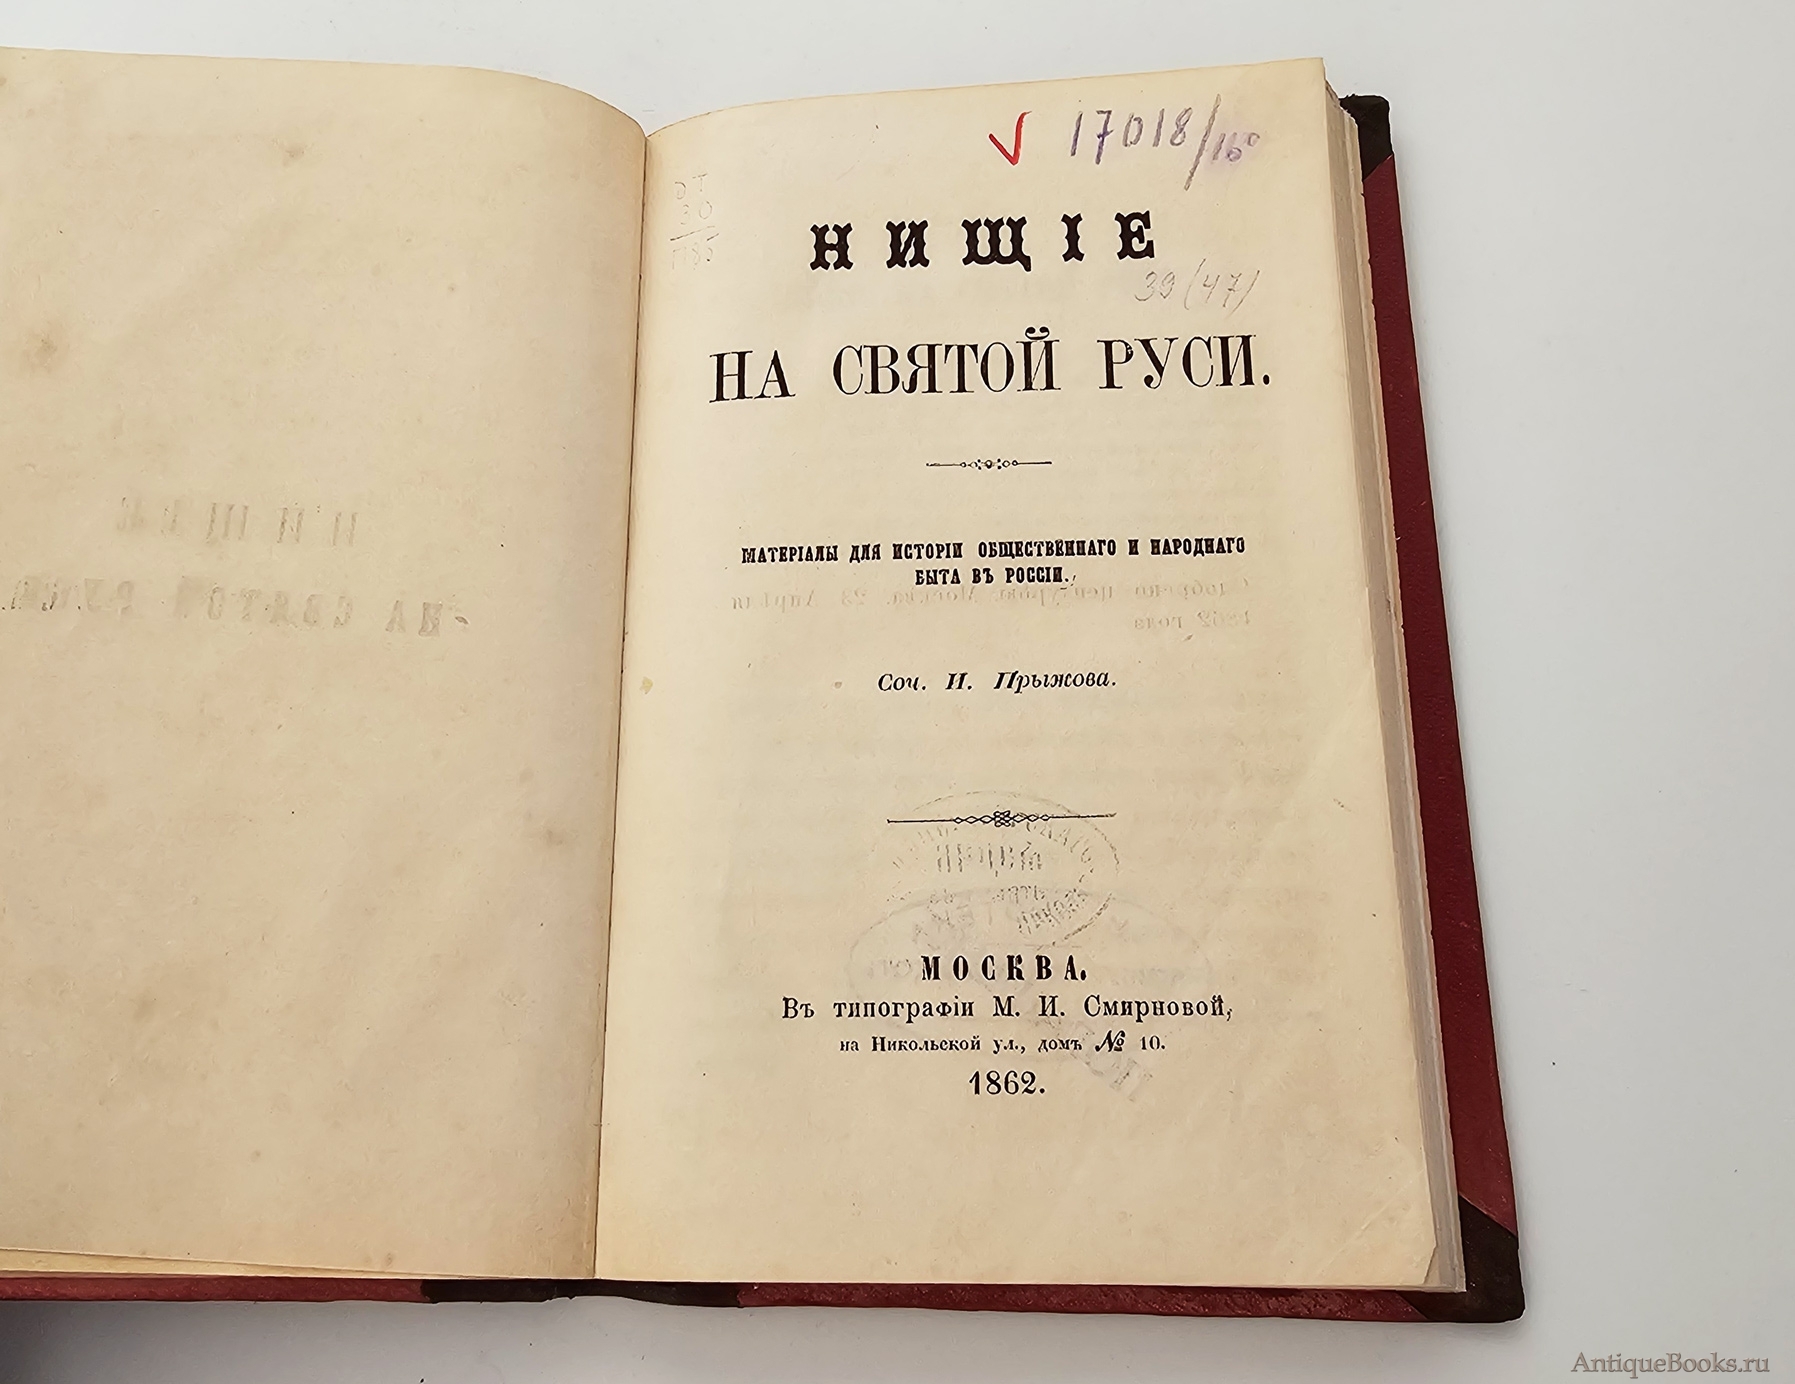 17018/16°
НИЩІЕ
39(47)
НА СВЯТОЙ РУСИ.
МАТЕРІАЛЫ ДЛЯ ИСТОРІИ ОБЩЕСТВЕННАГО И НАРОДНАГО
БЫТА ВЪ РОССІИ.
Соч. И. Прыжова.
МОСКВА.
Въ типографіи М. И. Смирновой,
на Никольской ул., домъ № 10.
1862.
AntiqueBooks.ru